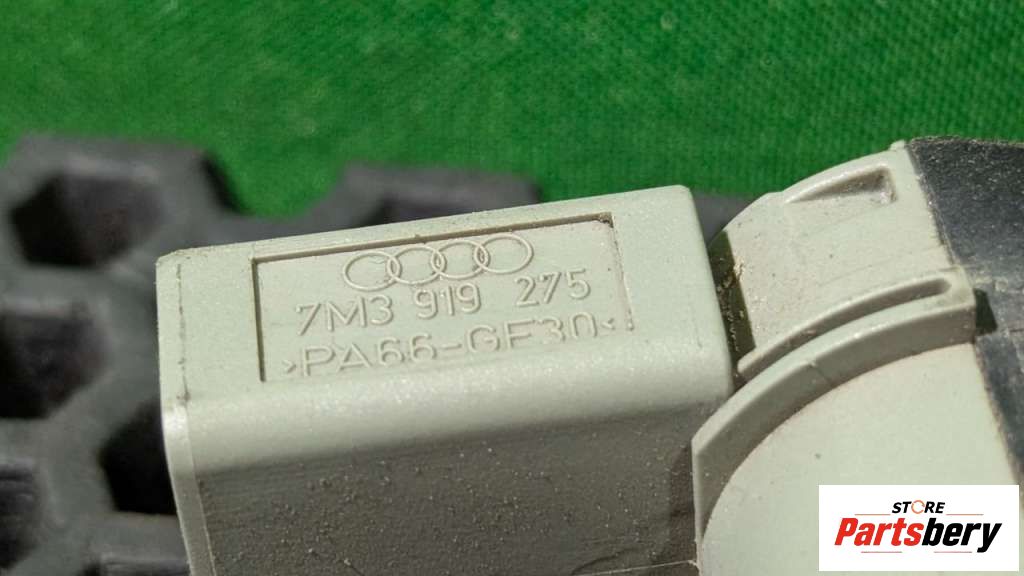 7M3 919 275
>PA66-GF30<
STORE
Partsbery